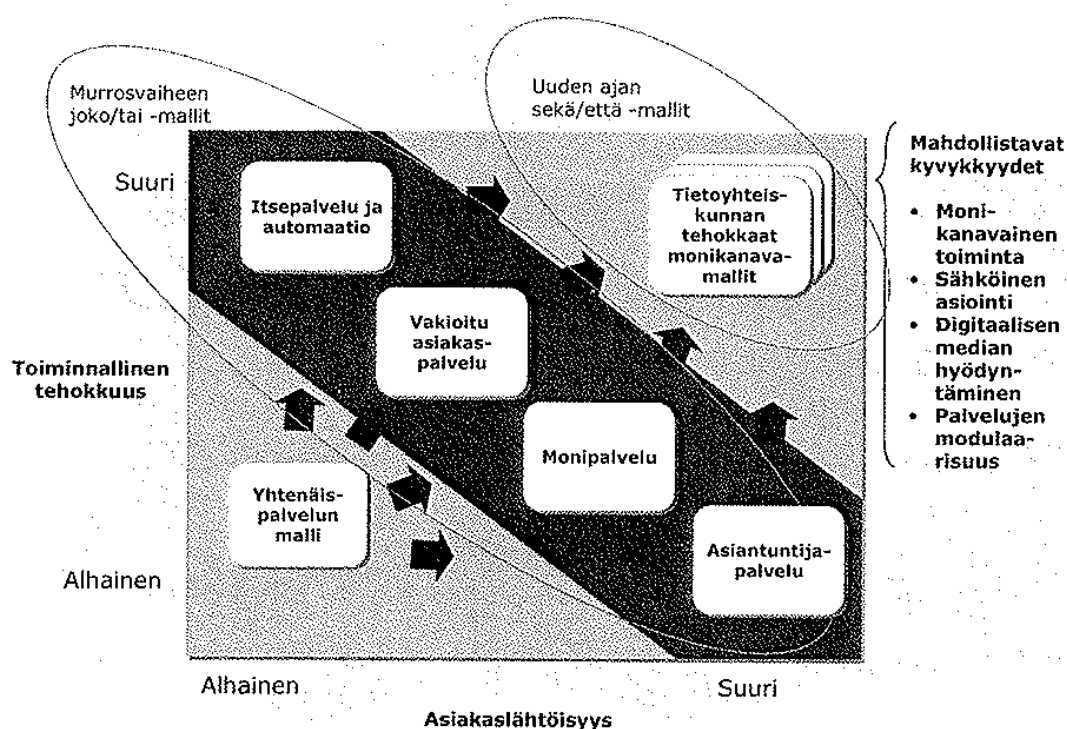 Murrosvaiheen
joko/tai -mallit
Uuden ajan
sekä/että -mallit
Suuri
Itsepalvelu ja
automaatio
Tietoyhteis-
kunnan
tehokkaat
monikanava-
mallit
Mahdollistavat
kyvykkyydet
• Moni-
kanavainen
toiminta
• Sähköinen
asiointi
• Digitaalisen
median
hyödyn-
täminen
• Palvelujen
modulaa-
risuus
Vakioitu
asiakas-
palvelu
Toiminnallinen
tehokkuus
Monipalvelu
Yhtenäis-
palvelun
malli
Asiantuntija-
palvelu
Alhainen
Alhainen
Suuri
Asiakaslähtöisyys